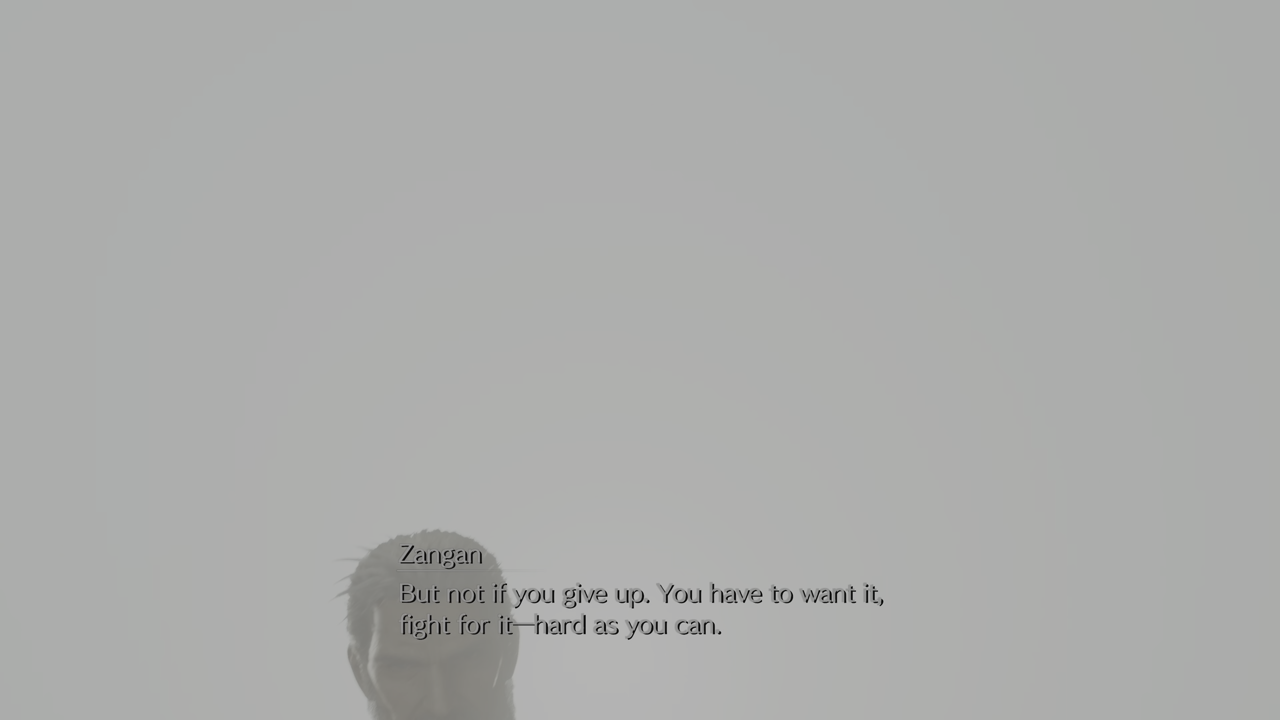 Zangan
But not if you give up. You have to want it,
fight for it—hard as you can.